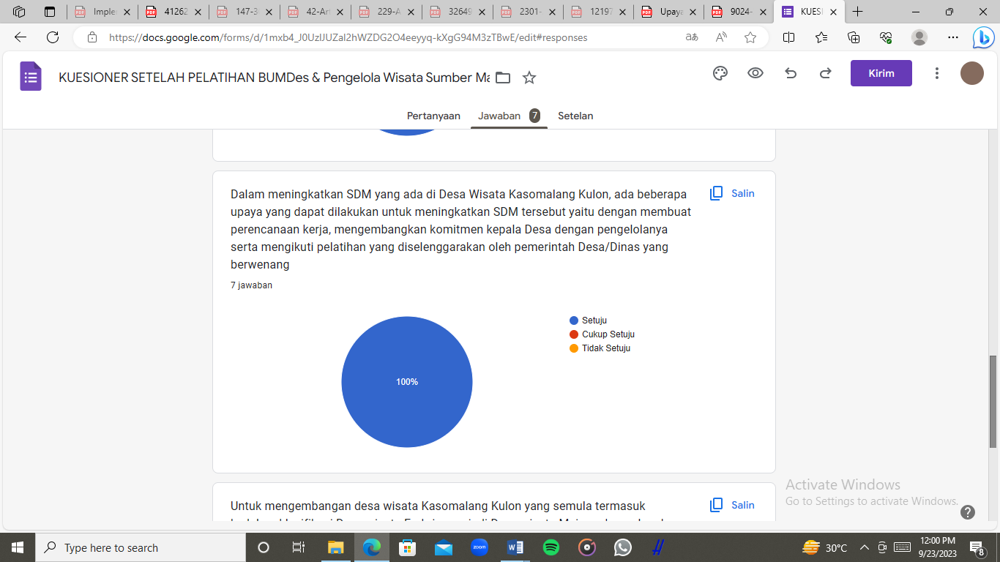 Implem
41262
147-3
42-Art
229-A
32649
2301-
12197
Upaya
9024-
KUESI
https://docs.google.com/forms/d/1mxb4_J0UzIJUZaI2hWZDG2O4eeyyq-kXgG94M3zTBwE/edit#responses
KUESIONER SETELAH PELATIHAN BUMDes & Pengelola Wisata Sumber Ma
Kirim
Pertanyaan Jawaban 7 Setelan
Dalam meningkatkan SDM yang ada di Desa Wisata Kasomalang Kulon, ada beberapa
upaya yang dapat dilakukan untuk meningkatkan SDM tersebut yaitu dengan membuat
perencanaan kerja, mengembangkan komitmen kepala Desa dengan pengelolanya
serta mengikuti pelatihan yang diselenggarakan oleh pemerintah Desa/Dinas yang
berwenang
Salin
7 jawaban
100%
Setuju
Cukup Setuju
Tidak Setuju
Untuk mengembangan desa wisata Kasomalang Kulon yang semula termasuk
Salin
Activate Windows
Go to Settings to activate Windows.
Type here to search
zoom
30°C
12:00 PM
9/23/2023
8